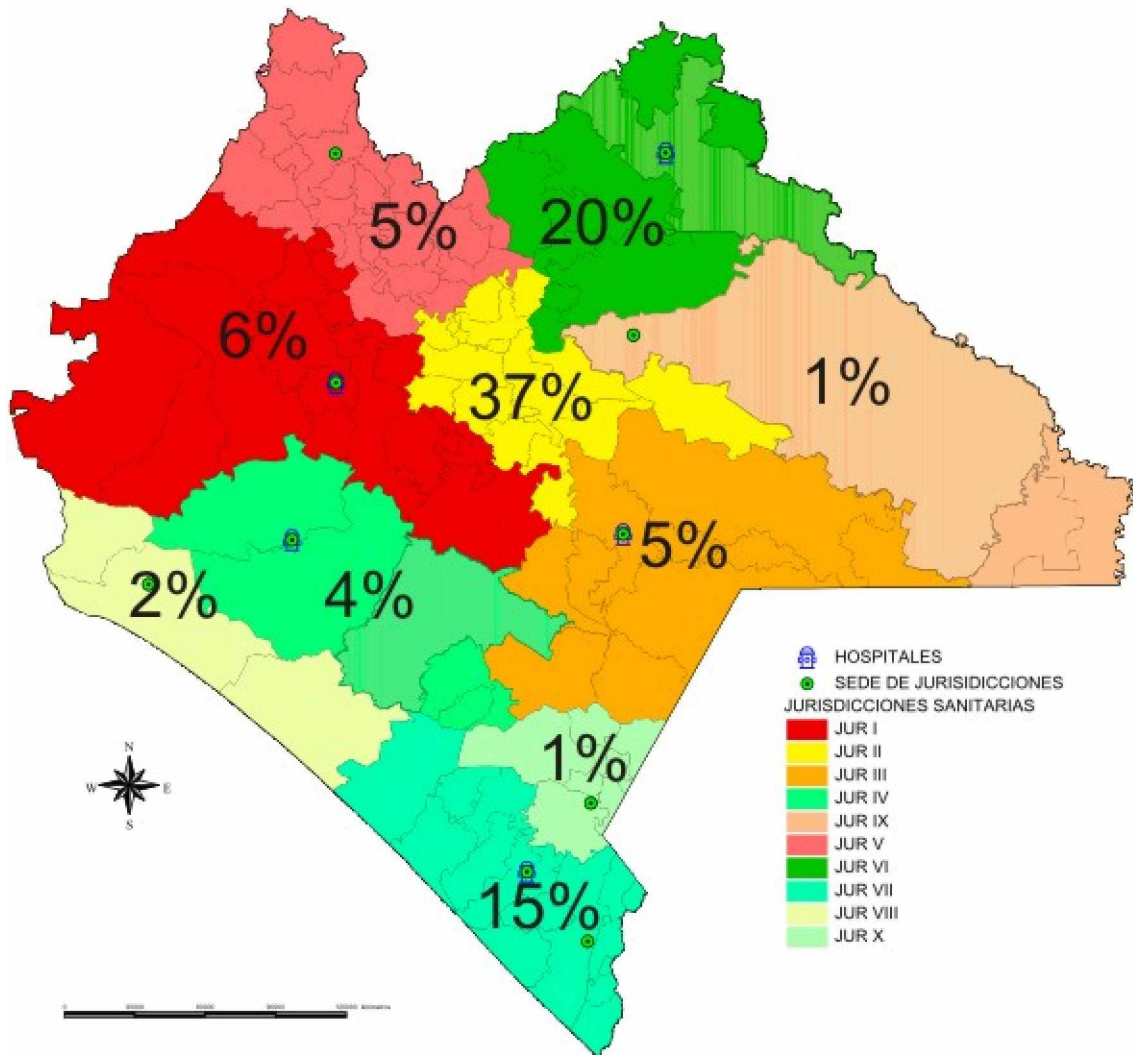 5%
20%
6%
37%
1%
5%
2%
4%
1%
15%
HOSPITALES
SEDE DE JURISIDICCIONES
JURISDICCIONES SANITARIAS
JUR I
JUR II
JUR III
JUR IV
JUR IX
JUR V
JUR VI
JUR VII
JUR VIII
JUR X
N
W E
S
0